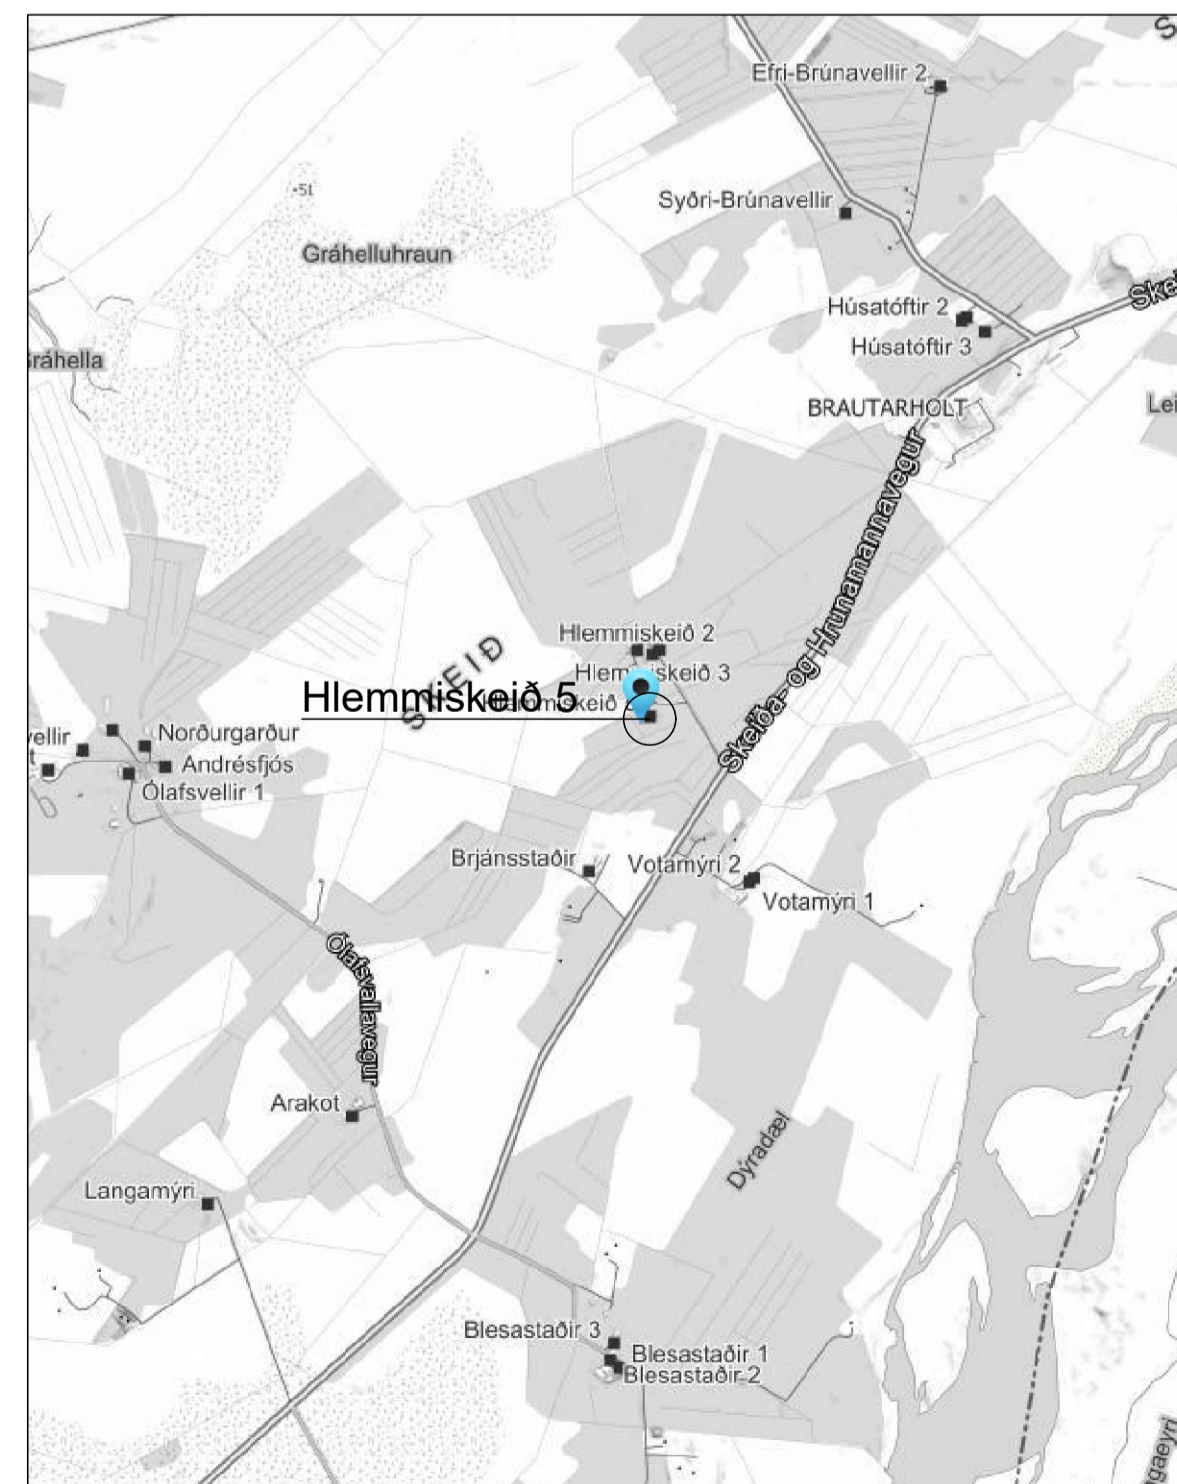 Efri-Brúnavellir 2
Syðri-Brúnavellir
51
Gráhelluhraun
Húsatóftir 2
Húsatóftir 3
BRAUTARHOLT
Skeiða- og Hrunamannavegur
Hlemmiskeið 2
Hlemmiskeið 3
SKEIÐ
Hlemmiskeið 5
Norðurgarður
Andrésfjós
Ólafsvellir 1
Brjánsstaðir
Votamýri 2
Votamýri 1
Ólafsvallavegur
Arakot
Dýradæl
Langamýri
Blesastaðir 3
Blesastaðir 1
Blesastaðir 2